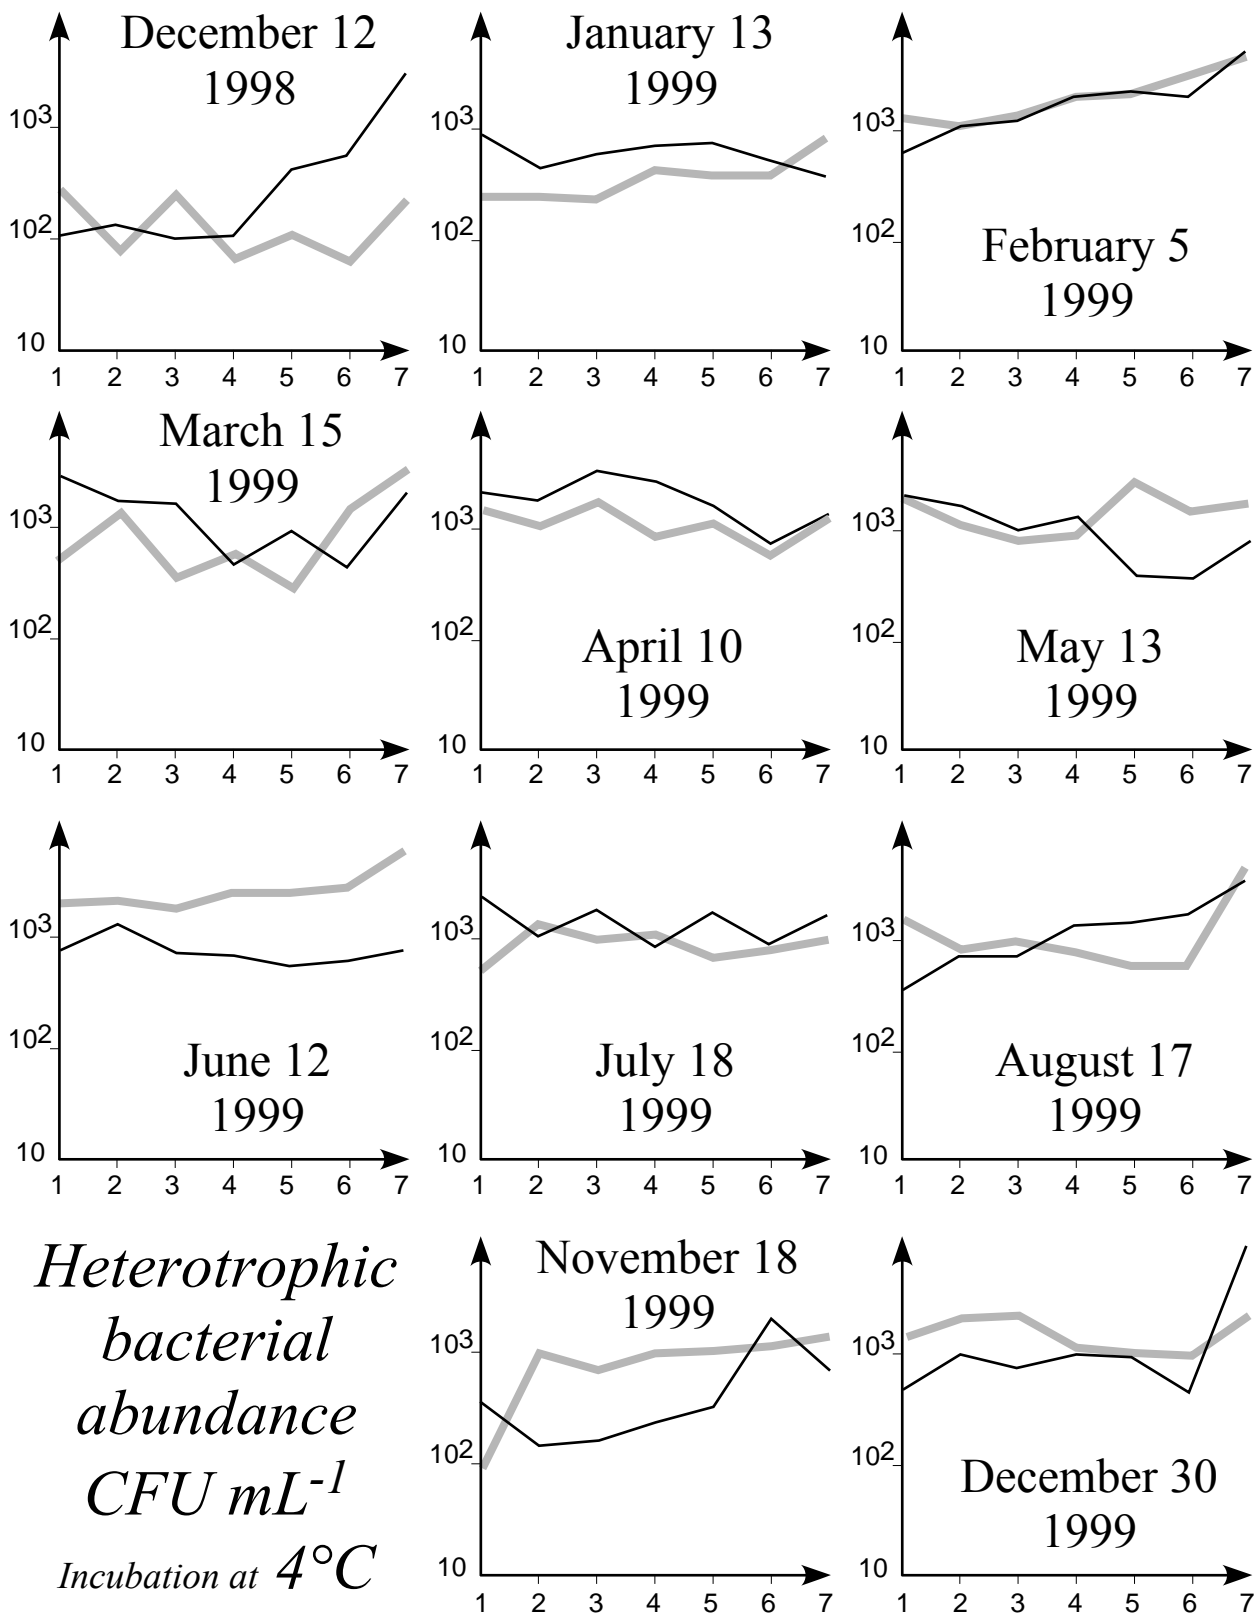 December 12
1998
10³
10²
10
1 2 3 4 5 6 7
January 13
1999
10³
10²
10
1 2 3 4 5 6 7
February 5
1999
10³
10²
10
1 2 3 4 5 6 7
March 15
1999
10³
10²
10
1 2 3 4 5 6 7
April 10
1999
10³
10²
10
1 2 3 4 5 6 7
May 13
1999
10³
10²
10
1 2 3 4 5 6 7
June 12
1999
10³
10²
10
1 2 3 4 5 6 7
July 18
1999
10³
10²
10
1 2 3 4 5 6 7
August 17
1999
10³
10²
10
1 2 3 4 5 6 7
Heterotrophic
bacterial
abundance
CFU mL⁻¹
Incubation at 4°C
November 18
1999
10³
10²
10
1 2 3 4 5 6 7
December 30
1999
10³
10²
10
1 2 3 4 5 6 7